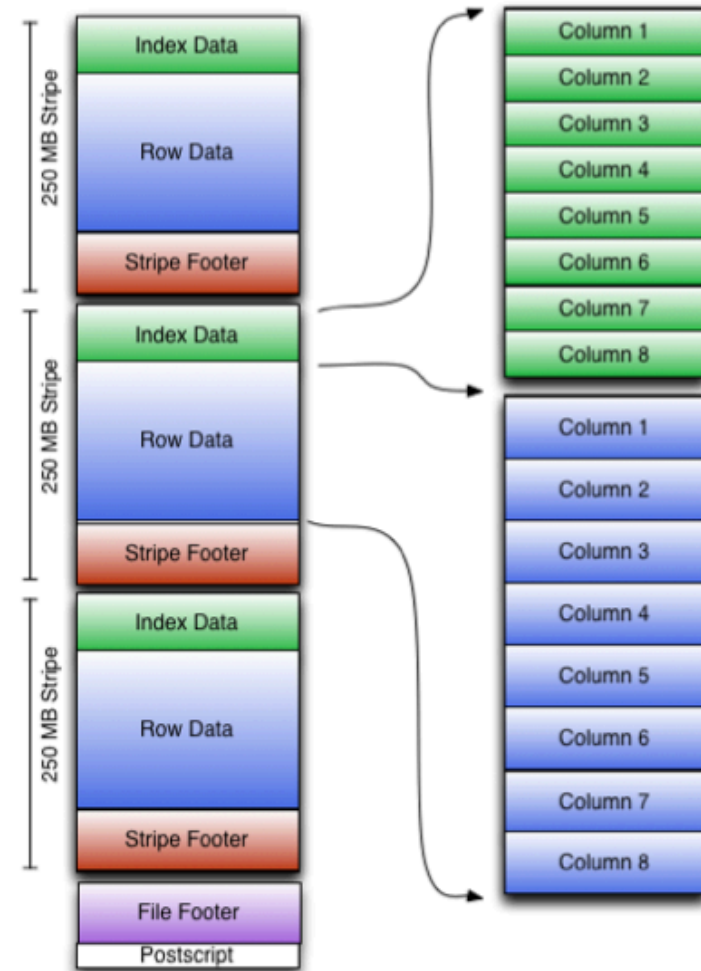 250 MB Stripe
Index Data
Row Data
Stripe Footer
250 MB Stripe
Index Data
Row Data
Stripe Footer
250 MB Stripe
Index Data
Row Data
Stripe Footer
File Footer
Postscript
Column 1
Column 2
Column 3
Column 4
Column 5
Column 6
Column 7
Column 8
Column 1
Column 2
Column 3
Column 4
Column 5
Column 6
Column 7
Column 8